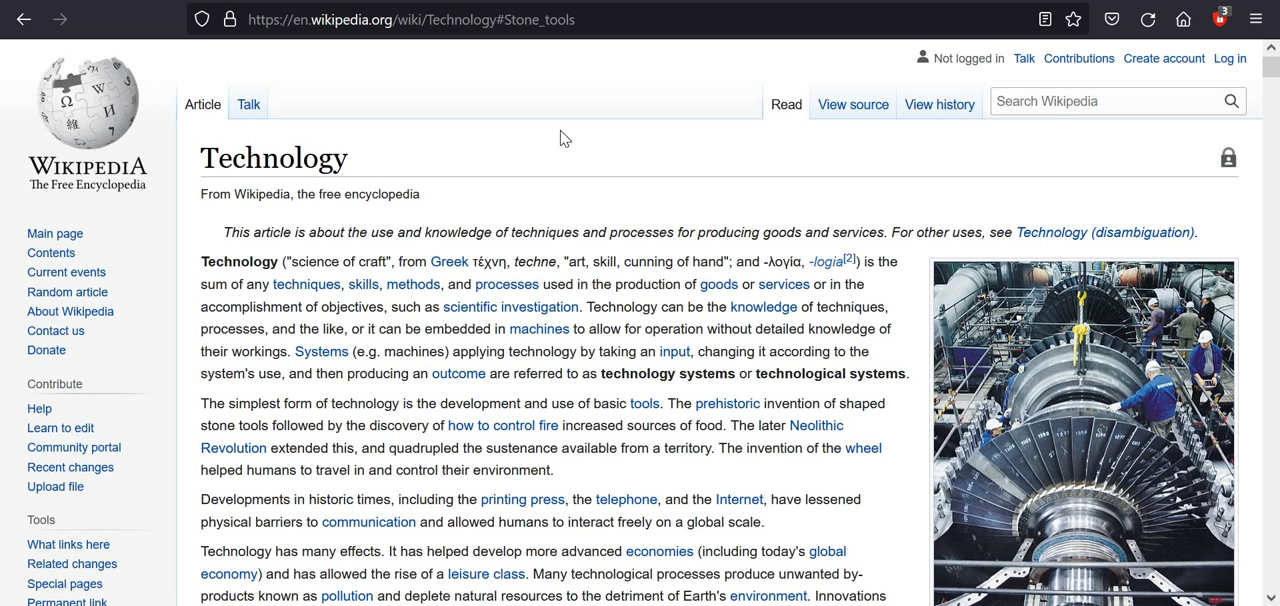 https://en.wikipedia.org/wiki/Technology#Stone_tools
3
Not logged in Talk Contributions Create account Log in
Article Talk Read View source View history Search Wikipedia
WIKIPEDIA
The Free Encyclopedia
Technology
From Wikipedia, the free encyclopedia
Main page
Contents
Current events
Random article
About Wikipedia
Contact us
Donate
Contribute
Help
Learn to edit
Community portal
Recent changes
Upload file
Tools
What links here
Related changes
Special pages
Permanent link
This article is about the use and knowledge of techniques and processes for producing goods and services. For other uses, see Technology (disambiguation).
Technology ("science of craft", from Greek τέχνη, techne, "art, skill, cunning of hand"; and -λογία, -logia[2]) is the
sum of any techniques, skills, methods, and processes used in the production of goods or services or in the
accomplishment of objectives, such as scientific investigation. Technology can be the knowledge of techniques,
processes, and the like, or it can be embedded in machines to allow for operation without detailed knowledge of
their workings. Systems (e.g. machines) applying technology by taking an input, changing it according to the
system's use, and then producing an outcome are referred to as technology systems or technological systems.
The simplest form of technology is the development and use of basic tools. The prehistoric invention of shaped
stone tools followed by the discovery of how to control fire increased sources of food. The later Neolithic
Revolution extended this, and quadrupled the sustenance available from a territory. The invention of the wheel
helped humans to travel in and control their environment.
Developments in historic times, including the printing press, the telephone, and the Internet, have lessened
physical barriers to communication and allowed humans to interact freely on a global scale.
Technology has many effects. It has helped develop more advanced economies (including today's global
economy) and has allowed the rise of a leisure class. Many technological processes produce unwanted by-
products known as pollution and deplete natural resources to the detriment of Earth's environment. Innovations